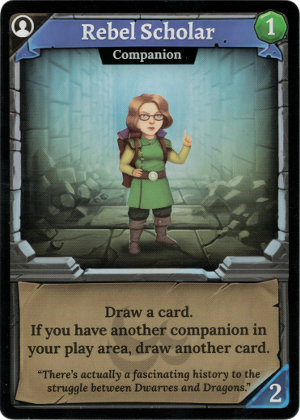 Rebel Scholar
1
Companion
Draw a card.
If you have another companion in
your play area, draw another card.
“There’s actually a fascinating history to the
struggle between Dwarves and Dragons.”
2